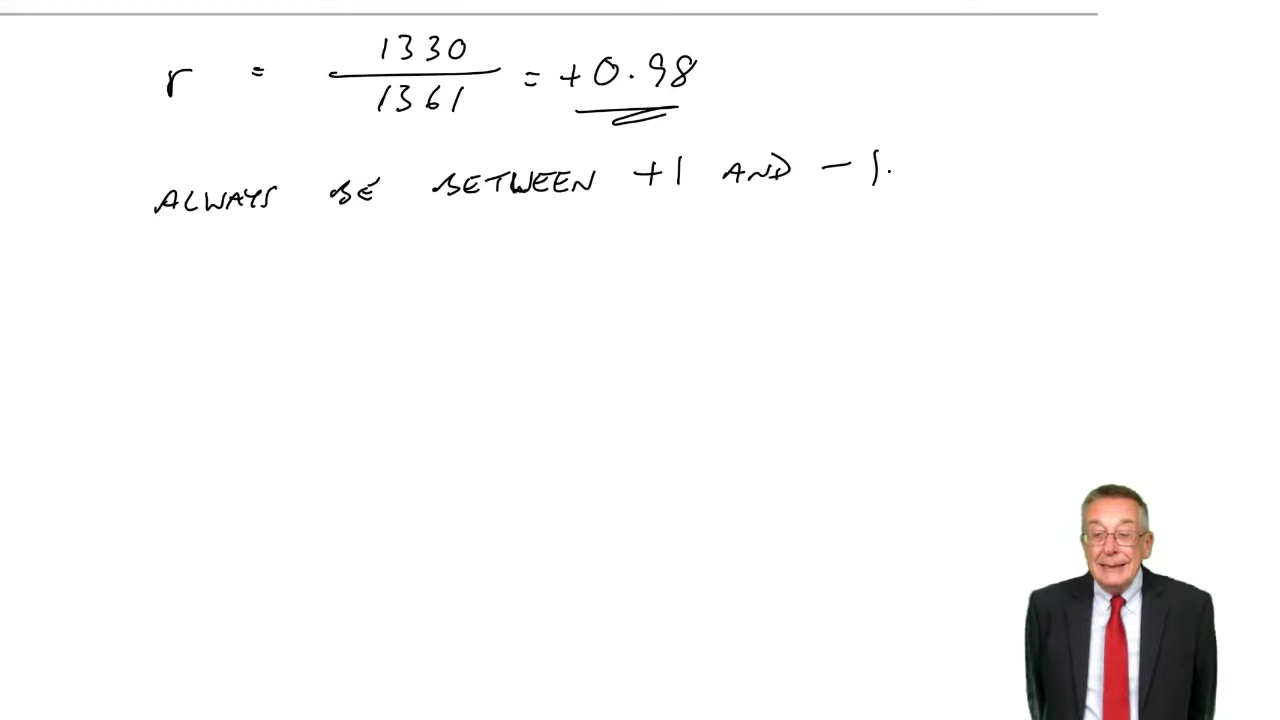 r = 1330 / 1361 = +0.98
ALWAYS BE BETWEEN +1 AND -1.